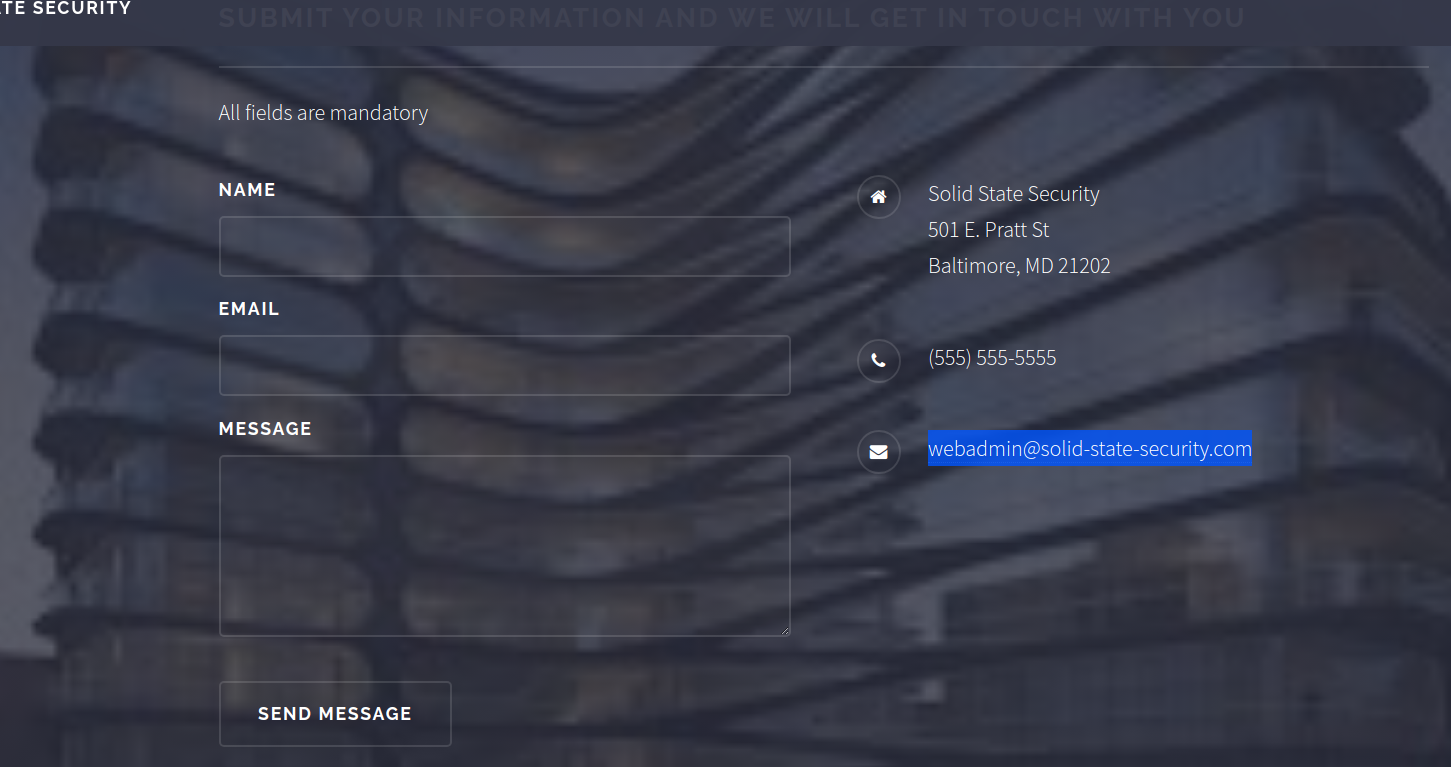 TE SECURITY
SUBMIT YOUR INFORMATION AND WE WILL GET IN TOUCH WITH YOU
All fields are mandatory
NAME
EMAIL
MESSAGE
SEND MESSAGE
Solid State Security
501 E. Pratt St
Baltimore, MD 21202
(555) 555-5555
webadmin@solid-state-security.com